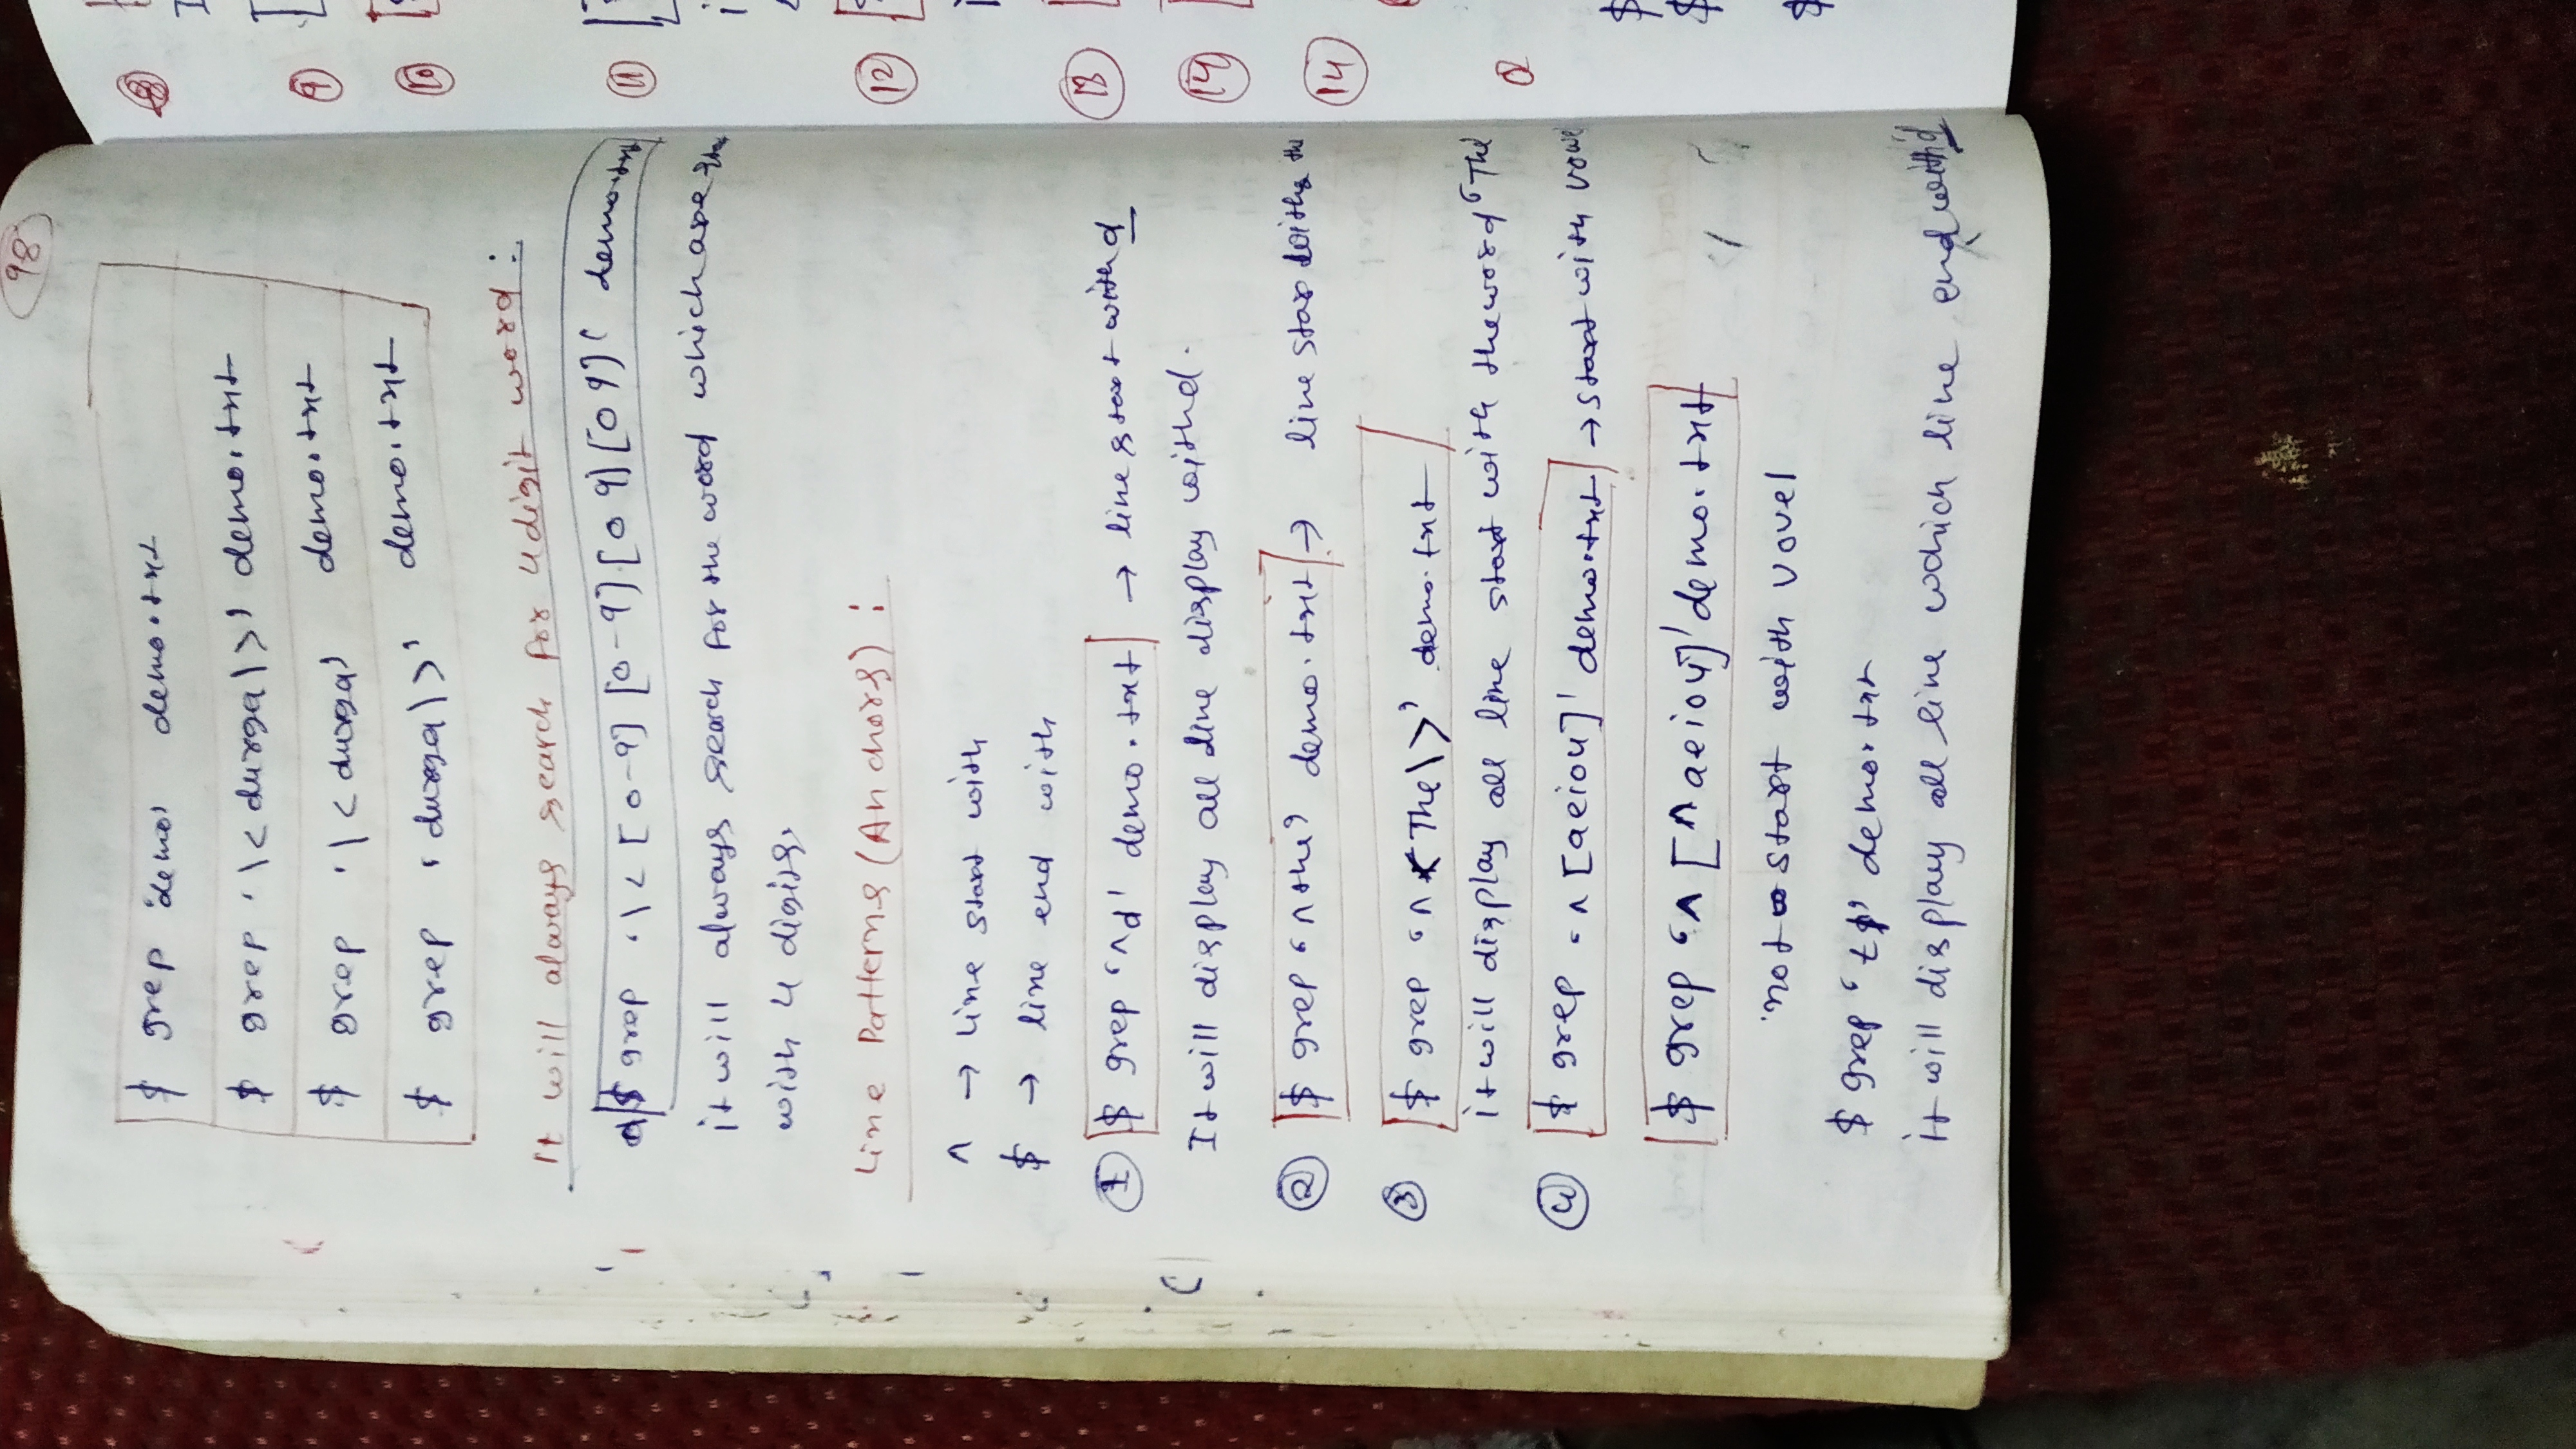 98
$ grep 'demo' demo.txt
$ grep '\<durga\>' demo.txt
$ grep '\<durga' demo.txt
$ grep 'durga\>' demo.txt
It will always search for 4 digit word :
$ grep '\<[0-9][0-9][0 9][0 9]' demo.txt
it will always search for the word which are
with 4 digits.
Line Patterns (Anchors) :
^ → line start with
$ → line end with
① $ grep '^d' demo.txt → line start with d
It will display all line display with d.
② $ grep '^the' demo.txt → line star with the
③ $ grep '^<The\>' demo.txt
it will display all line start with the word 'The
④ $ grep '^[aeiou]' demo.txt → start with vowe
$ grep '^[^aeiou]' demo.txt
not start with vovel
$ grep 't$' demo.txt
it will display all line which line end with 'd
8
9
10
11
12
13
14
14